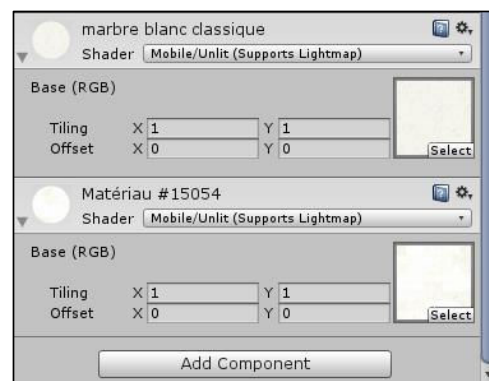 marbre blanc classique
Shader Mobile/Unlit (Supports Lightmap)
Base (RGB)
Tiling X 1 Y 1
Offset X 0 Y 0
Select
Matériau #15054
Shader Mobile/Unlit (Supports Lightmap)
Base (RGB)
Tiling X 1 Y 1
Offset X 0 Y 0
Select
Add Component